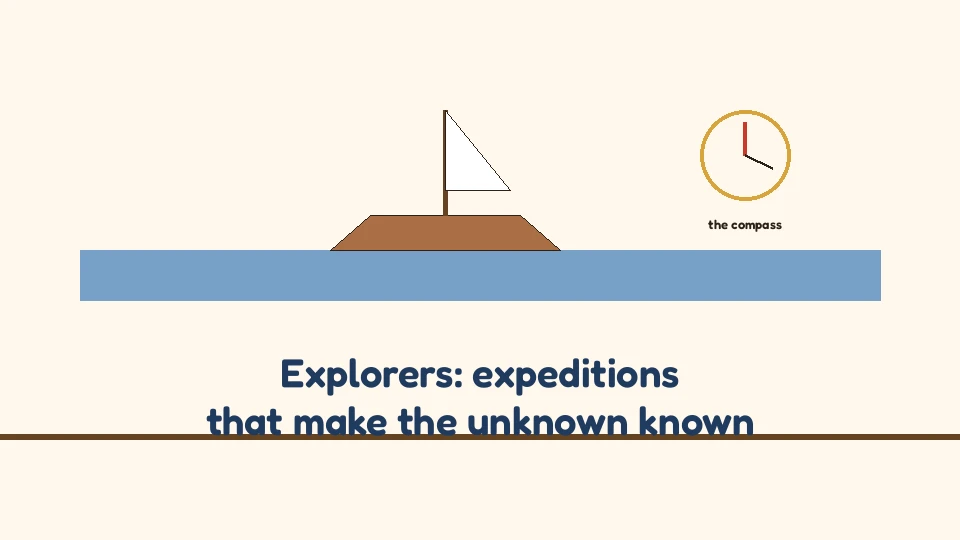 the compass
Explorers: expeditions
that make the unknown known